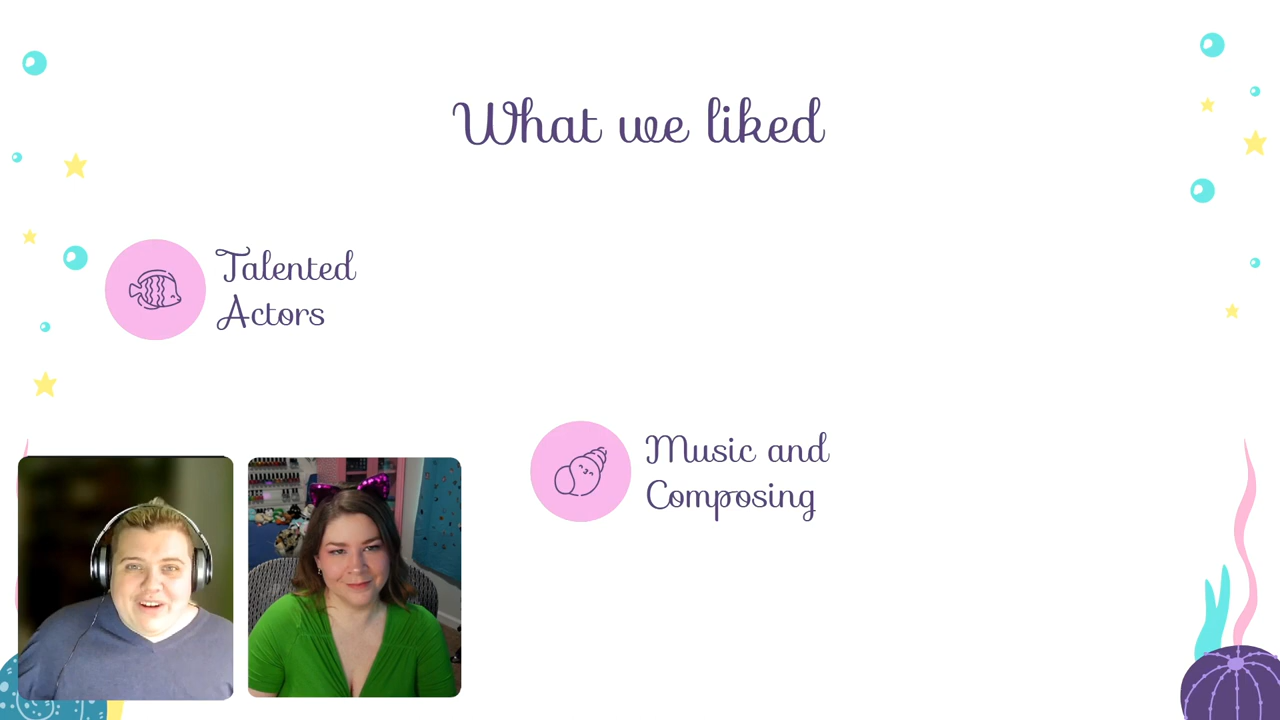 What we liked
Talented
Actors
Music and
Composing